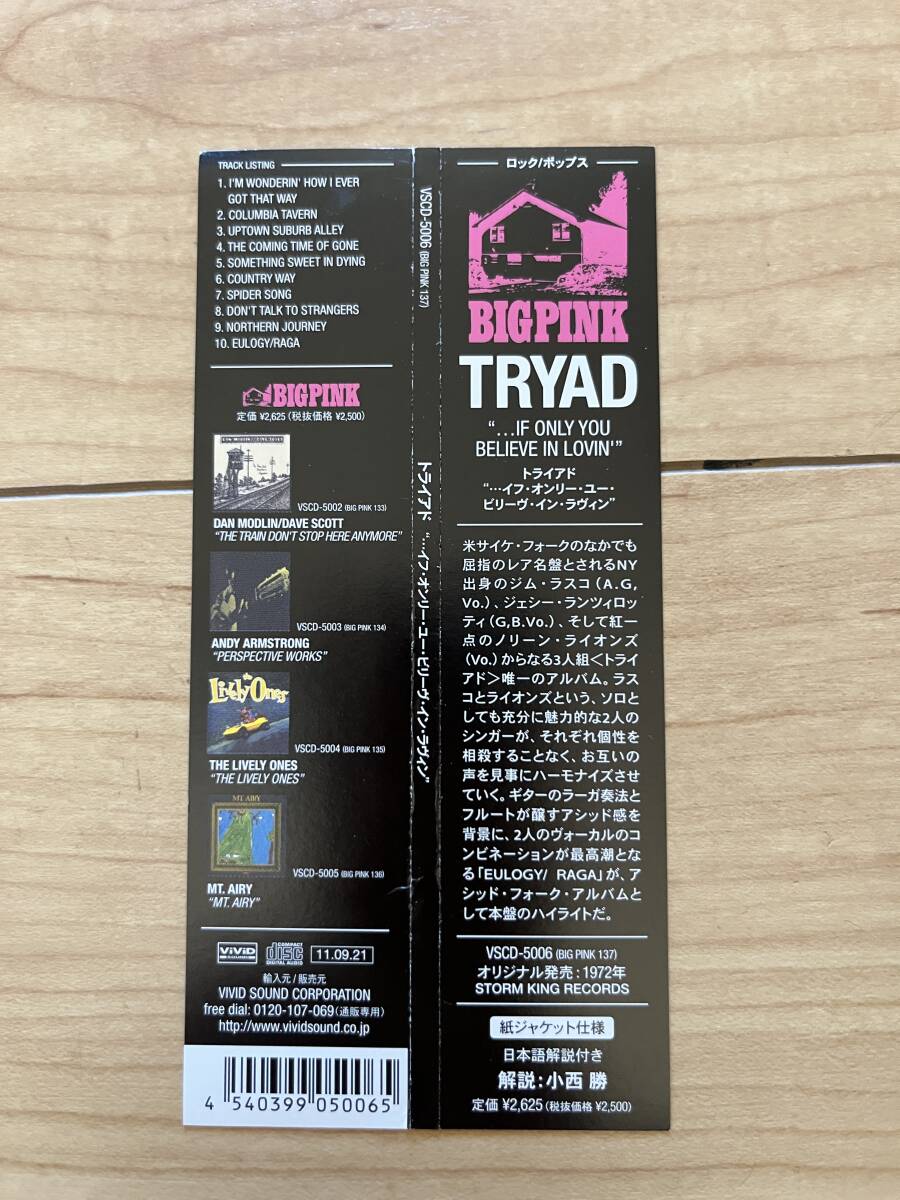 TRACK LISTING
1. I'M WONDERIN' HOW I EVER
GOT THAT WAY
2. COLUMBIA TAVERN
3. UPTOWN SUBURB ALLEY
4. THE COMING TIME OF GONE
5. SOMETHING SWEET IN DYING
6. COUNTRY WAY
7. SPIDER SONG
8. DON'T TALK TO STRANGERS
9. NORTHERN JOURNEY
10. EULOGY/RAGA
BIGPINK
定価 ¥2,625（税抜価格 ¥2,500）
VSCD-5002 (BIG PINK 133)
DAN MODLIN/DAVE SCOTT
"THE TRAIN DON'T STOP HERE ANYMORE"
VSCD-5003 (BIG PINK 134)
ANDY ARMSTRONG
"PERSPECTIVE WORKS"
the
Lively Ones
VSCD-5004 (BIG PINK 135)
THE LIVELY ONES
"THE LIVELY ONES"
MT. AIRY
VSCD-5005 (BIG PINK 136)
MT. AIRY
"MT. AIRY"
ViViD
COMPACT
disc
DIGITAL AUDIO
11.09.21
輸入元/販売元
VIVID SOUND CORPORATION
free dial: 0120-107-069（通販専用）
http://www.vividsound.co.jp
4 540399 050065
VSCD-5006 (BIG PINK 137)
トライアド "…イフ・オンリー・ユー・ビリーヴ・イン・ラヴィン"
ロック/ポップス
BIGPINK
TRYAD
"…IF ONLY YOU
BELIEVE IN LOVIN'"
トライアド
"…イフ・オンリー・ユー・
ビリーヴ・イン・ラヴィン"
米サイケ・フォークのなかでも
屈指のレア名盤とされるNY
出身のジム・ラスコ（A.G,
Vo.）、ジェシー・ランツィロッ
ティ（G,B.Vo.）、そして紅一
点のノリーン・ライオンズ
（Vo.）からなる3人組＜トライ
アド＞唯一のアルバム。ラス
コとライオンズという、ソロと
しても充分に魅力的な2人の
シンガーが、それぞれ個性を
相殺することなく、お互いの
声を見事にハーモナイズさせ
ていく。ギターのラーガ奏法と
フルートが醸すアシッド感を
背景に、2人のヴォーカルのコ
ンビネーションが最高潮とな
る「EULOGY/ RAGA」が、ア
シッド・フォーク・アルバムと
して本盤のハイライトだ。
VSCD-5006 (BIG PINK 137)
オリジナル発売：1972年
STORM KING RECORDS
紙ジャケット仕様
日本語解説付き
解説：小西 勝
定価 ¥2,625（税抜価格 ¥2,500）